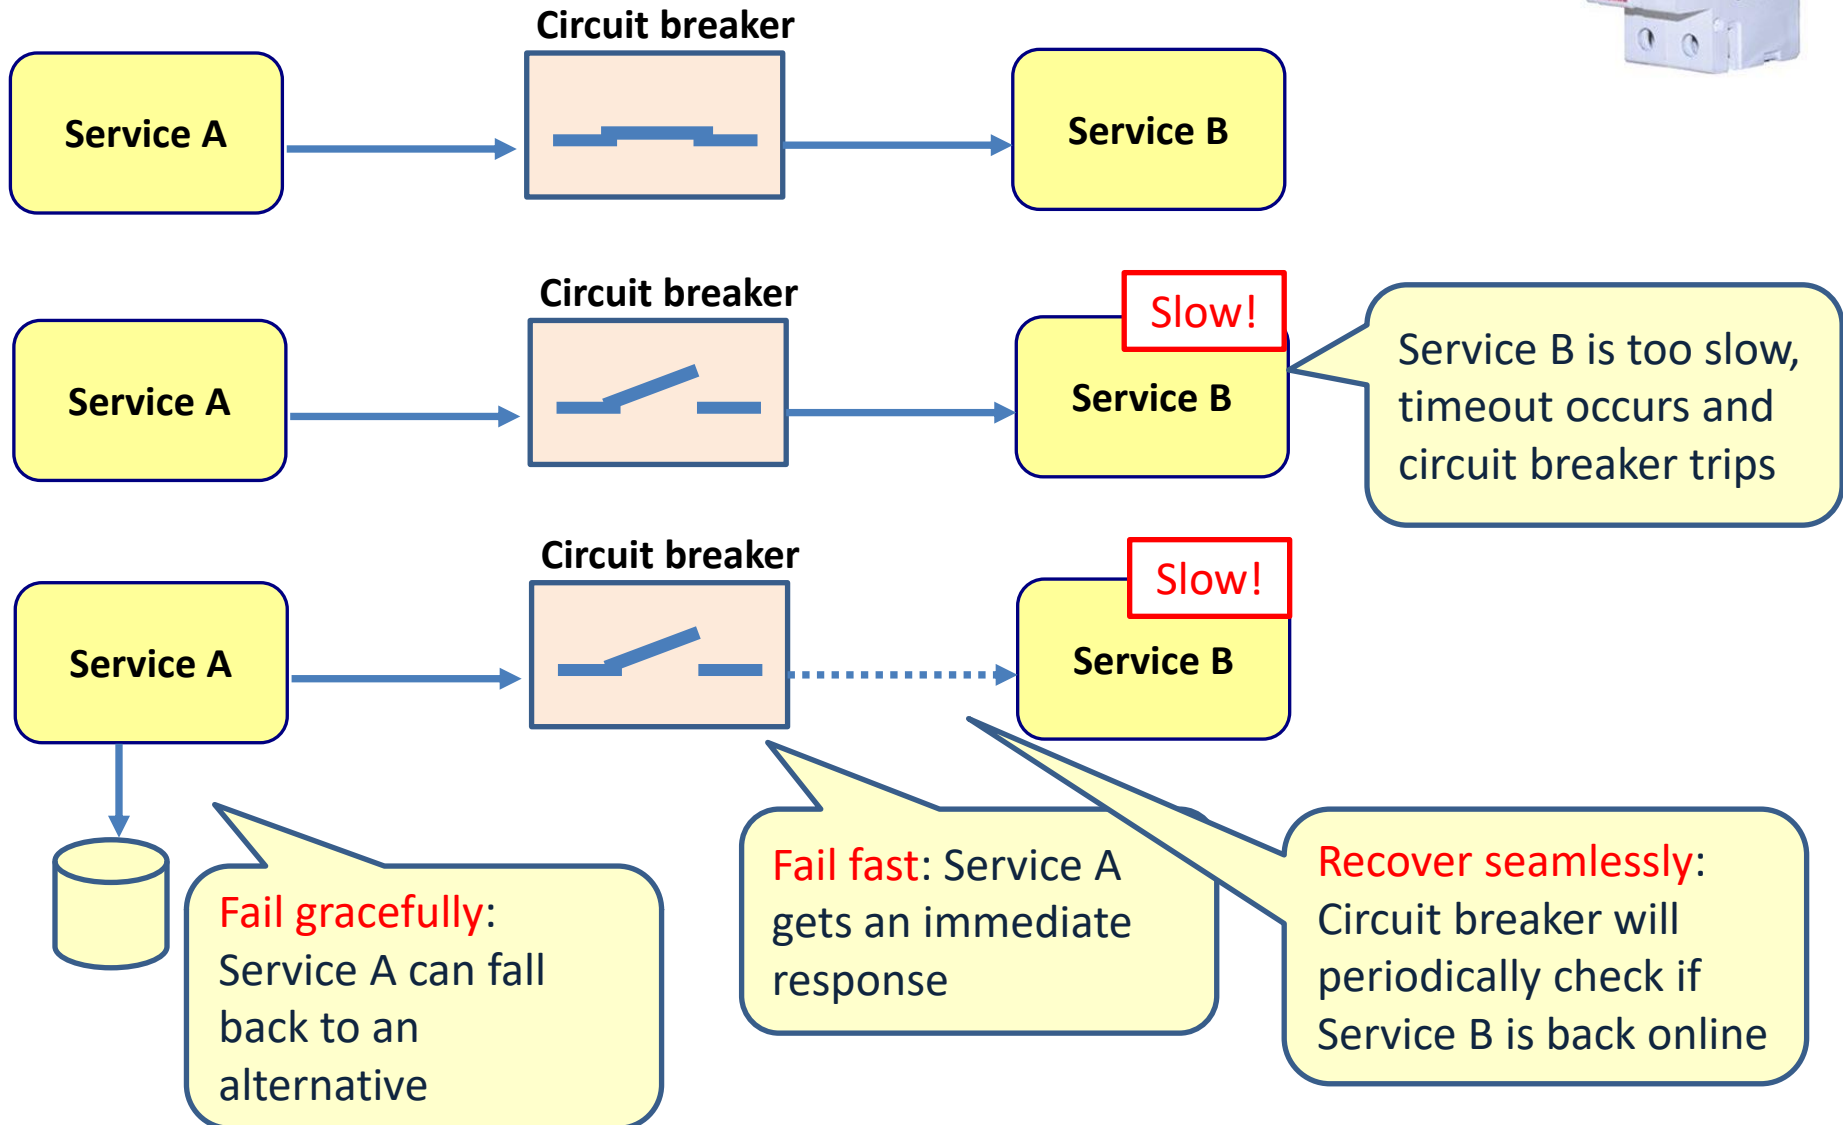 Circuit breaker
Service A
Service B
Circuit breaker
Slow!
Service A
Service B
Service B is too slow,
timeout occurs and
circuit breaker trips
Circuit breaker
Slow!
Service A
Service B
Fail gracefully:
Service A can fall
back to an
alternative
Fail fast: Service A
gets an immediate
response
Recover seamlessly:
Circuit breaker will
periodically check if
Service B is back online